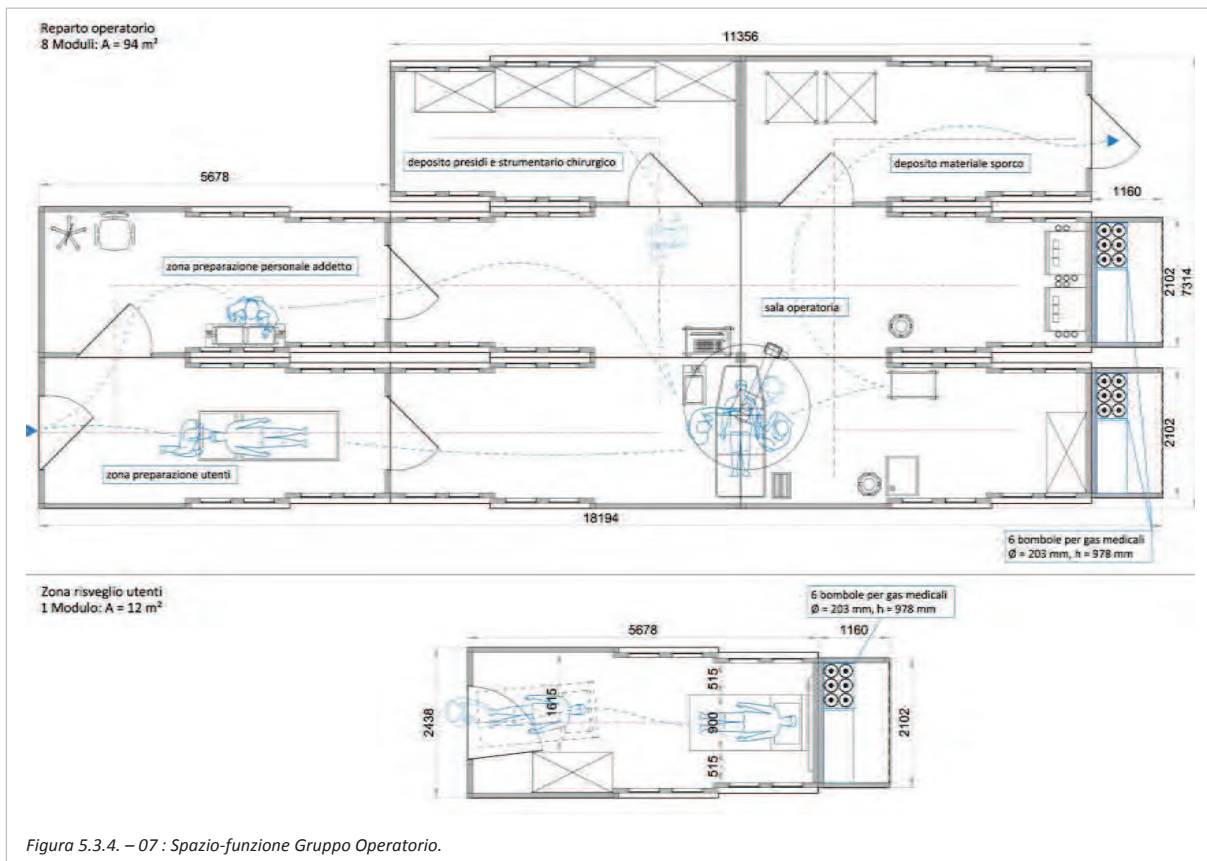 Reparto operatorio
8 Moduli: A = 94 m²
11356
deposito presidi e strumentario chirurgico
deposito materiale sporco
5678
1160
zona preparazione personale addetto
sala operatoria
2102
7314
zona preparazione utenti
2102
18194
6 bombole per gas medicali
Ø = 203 mm, h = 978 mm
Zona risveglio utenti
1 Modulo: A = 12 m²
6 bombole per gas medicali
Ø = 203 mm, h = 978 mm
5678
1160
2438
1615
515
900
515
2102
Figura 5.3.4. – 07 : Spazio-funzione Gruppo Operatorio.